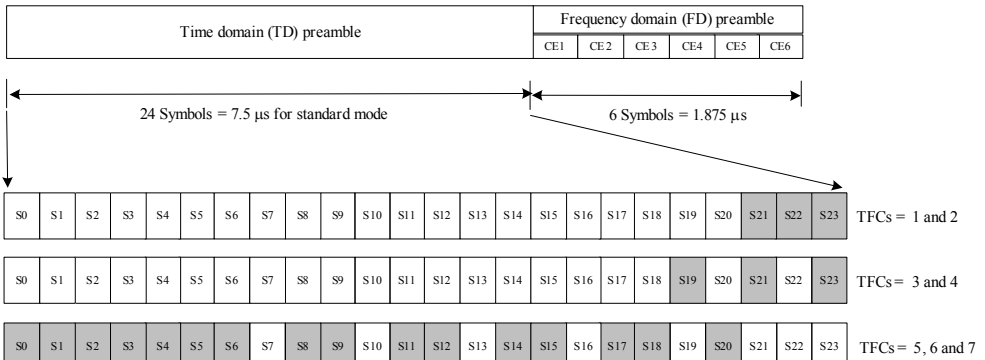 Time domain (TD) preamble
Frequency domain (FD) preamble
CE1 CE2 CE3 CE4 CE5 CE6
24 Symbols = 7.5 μs for standard mode
6 Symbols = 1.875 μs
S0 S1 S2 S3 S4 S5 S6 S7 S8 S9 S10 S11 S12 S13 S14 S15 S16 S17 S18 S19 S20 S21 S22 S23 TFCs = 1 and 2
S0 S1 S2 S3 S4 S5 S6 S7 S8 S9 S10 S11 S12 S13 S14 S15 S16 S17 S18 S19 S20 S21 S22 S23 TFCs = 3 and 4
S0 S1 S2 S3 S4 S5 S6 S7 S8 S9 S10 S11 S12 S13 S14 S15 S16 S17 S18 S19 S20 S21 S22 S23 TFCs = 5, 6 and 7